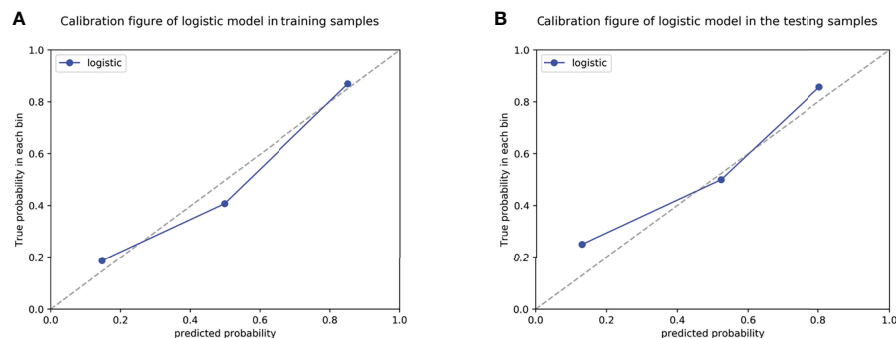 A
Calibration figure of logistic model in training samples
1.0
0.8
0.6
0.4
0.2
0.0
True probability in each bin
logistic
0.0 0.2 0.4 0.6 0.8 1.0
predicted probability
B
Calibration figure of logistic model in the testing samples
1.0
0.8
0.6
0.4
0.2
0.0
True probability in each bin
logistic
0.0 0.2 0.4 0.6 0.8 1.0
predicted probability